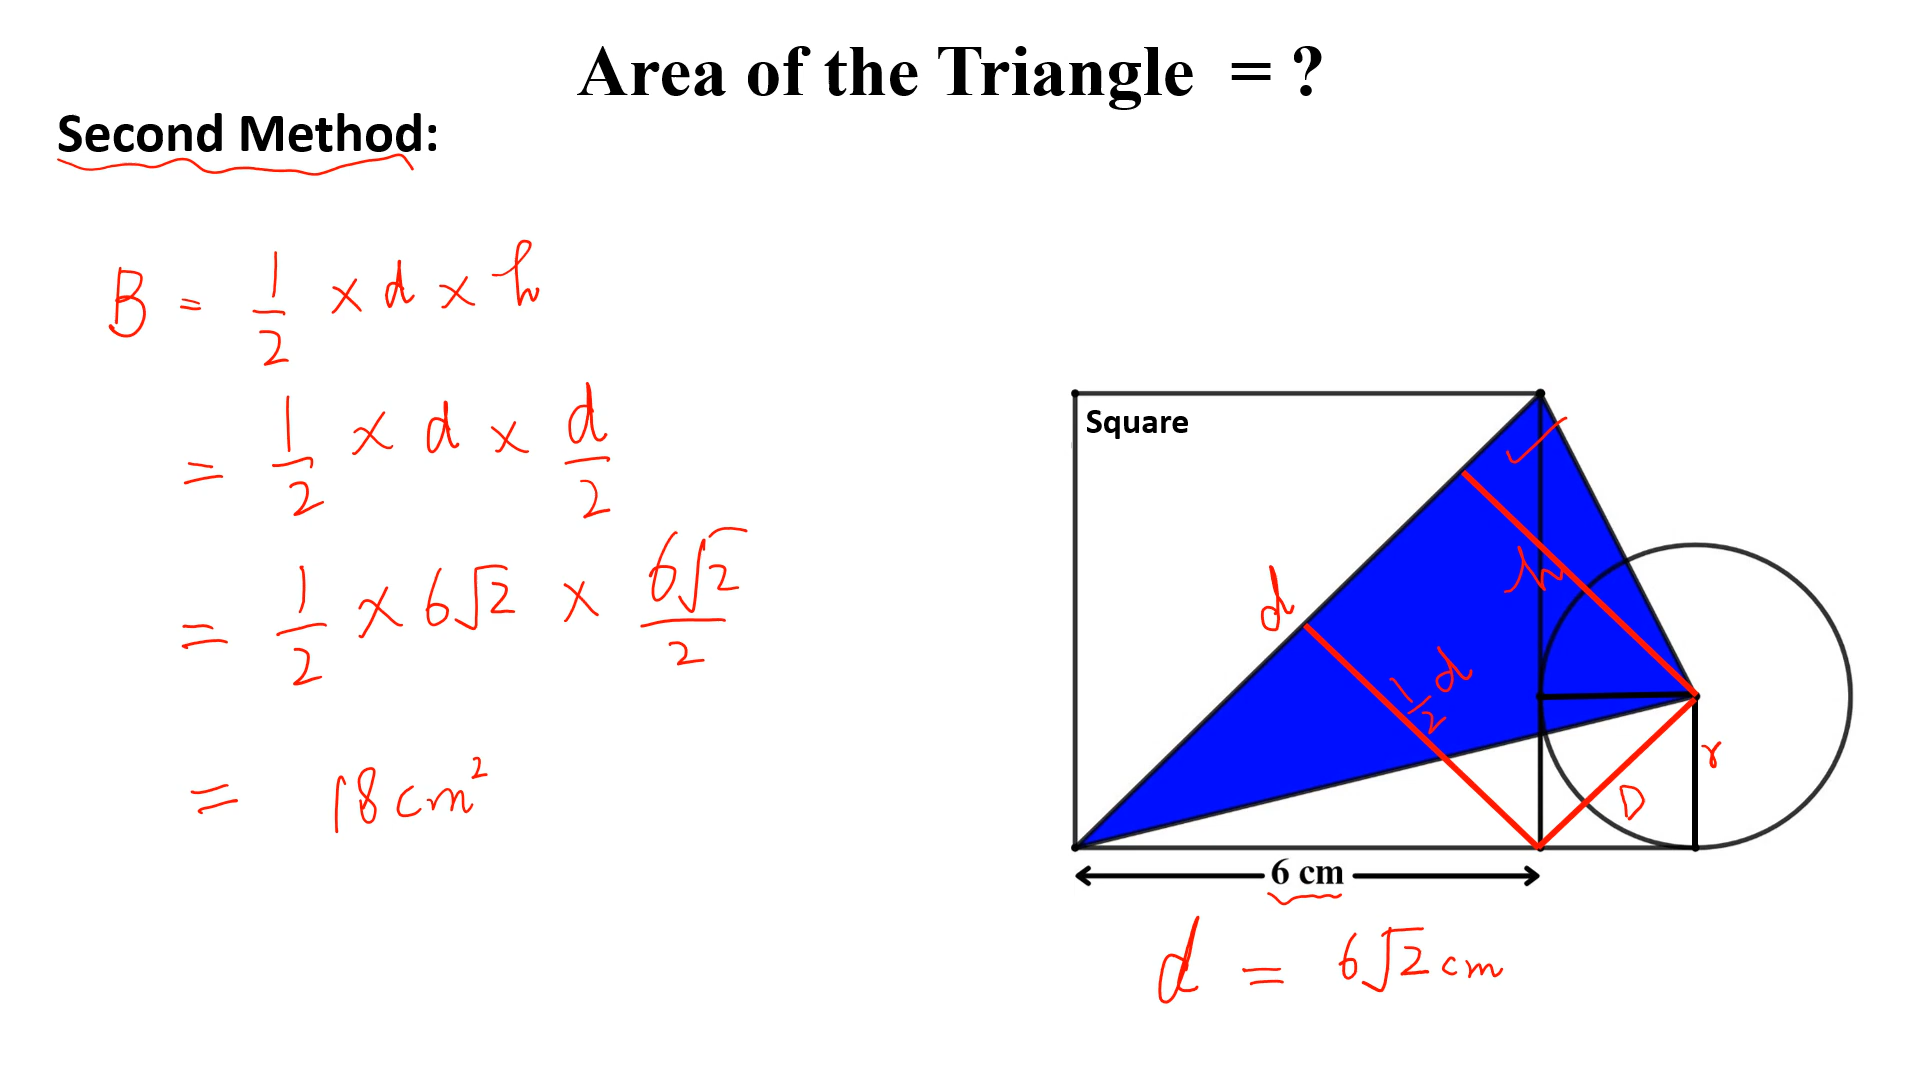 Area of the Triangle = ?
Second Method:
B = 1/2 × d × h
= 1/2 × d × d/2
= 1/2 × 6√2 × 6√2/2
= 18 cm²
Square
d
h
1/2 d
r
D
6 cm
d = 6√2 cm